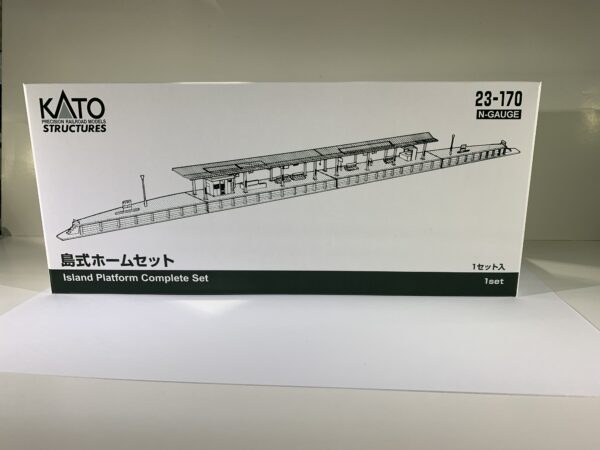 KATO
PRECISION RAILROAD MODELS
STRUCTURES
23-170
N-GAUGE
島式ホームセット
1セット入
Island Platform Complete Set
1set